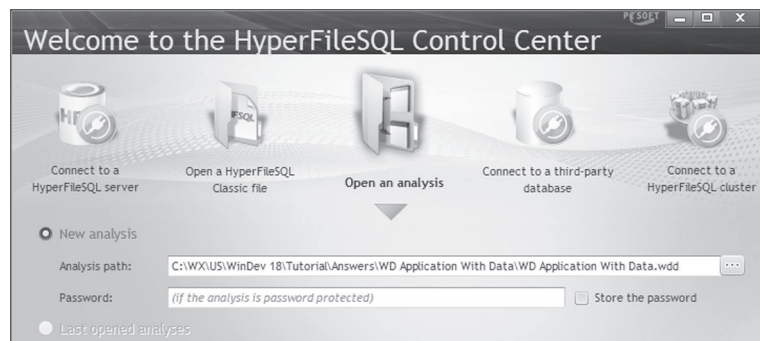 PCSOFT
Welcome to the HyperFileSQL Control Center
HF
HFSQL
Connect to a
HyperFileSQL server
Open a HyperFileSQL
Classic file
Open an analysis
Connect to a third-party
database
Connect to a
HyperFileSQL cluster
New analysis
Analysis path:
C:\WX\US\WinDev 18\Tutorial\Answers\WD Application With Data\WD Application With Data.wdd
...
Password:
(if the analysis is password protected)
Store the password
Last opened analyses